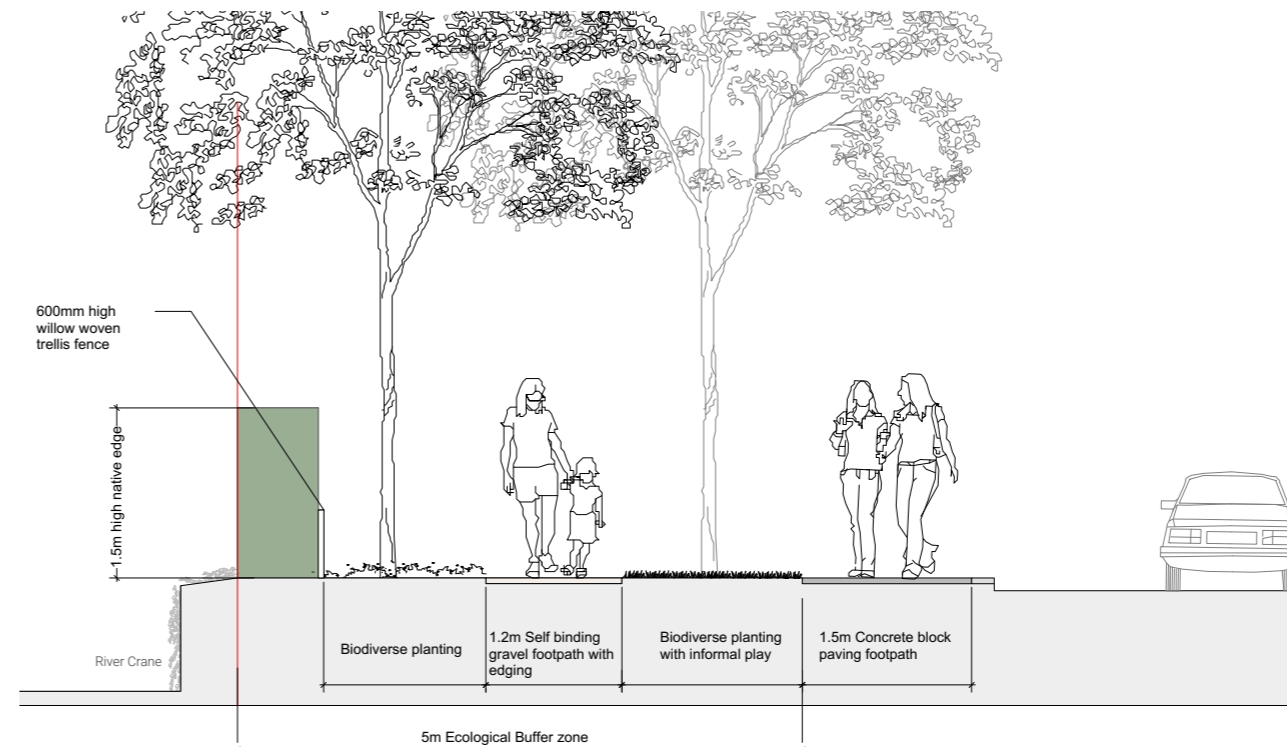 600mm high
willow woven
trellis fence
1.5m high native edge
River Crane
Biodiverse planting
1.2m Self binding
gravel footpath with
edging
Biodiverse planting
with informal play
1.5m Concrete block
paving footpath
5m Ecological Buffer zone